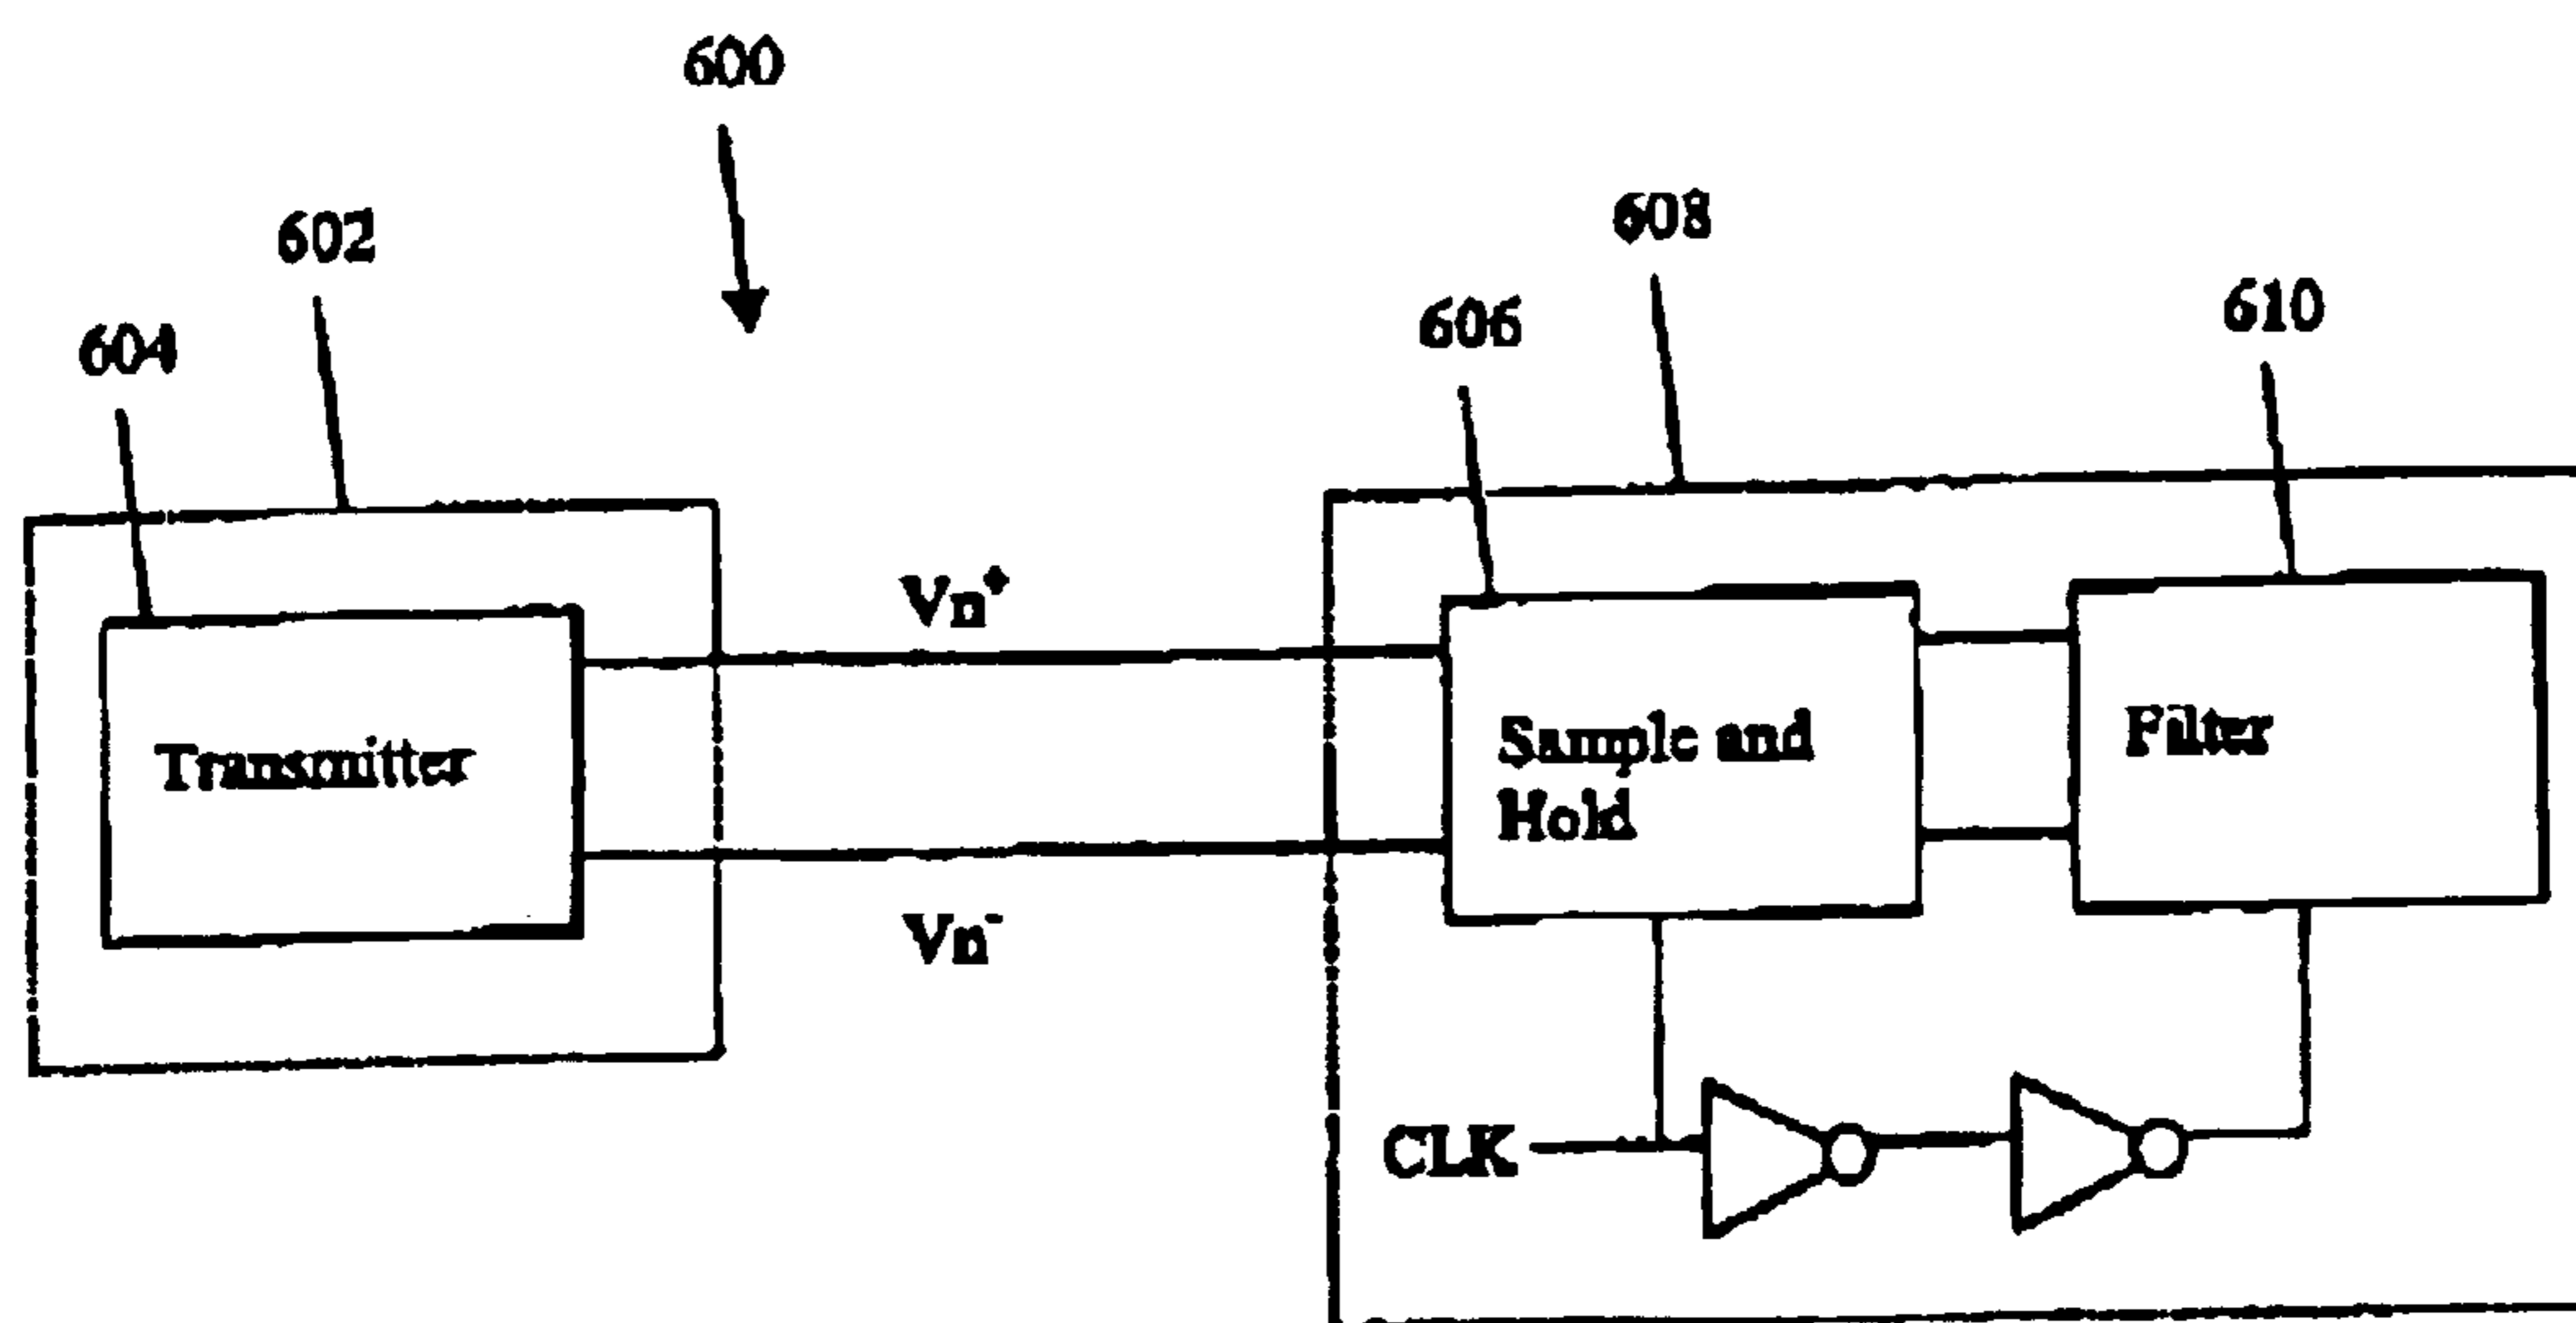 600
602
608
604
606
610
Vn⁺
Transmitter
Sample and
Hold
Filter
Vn⁻
CLK